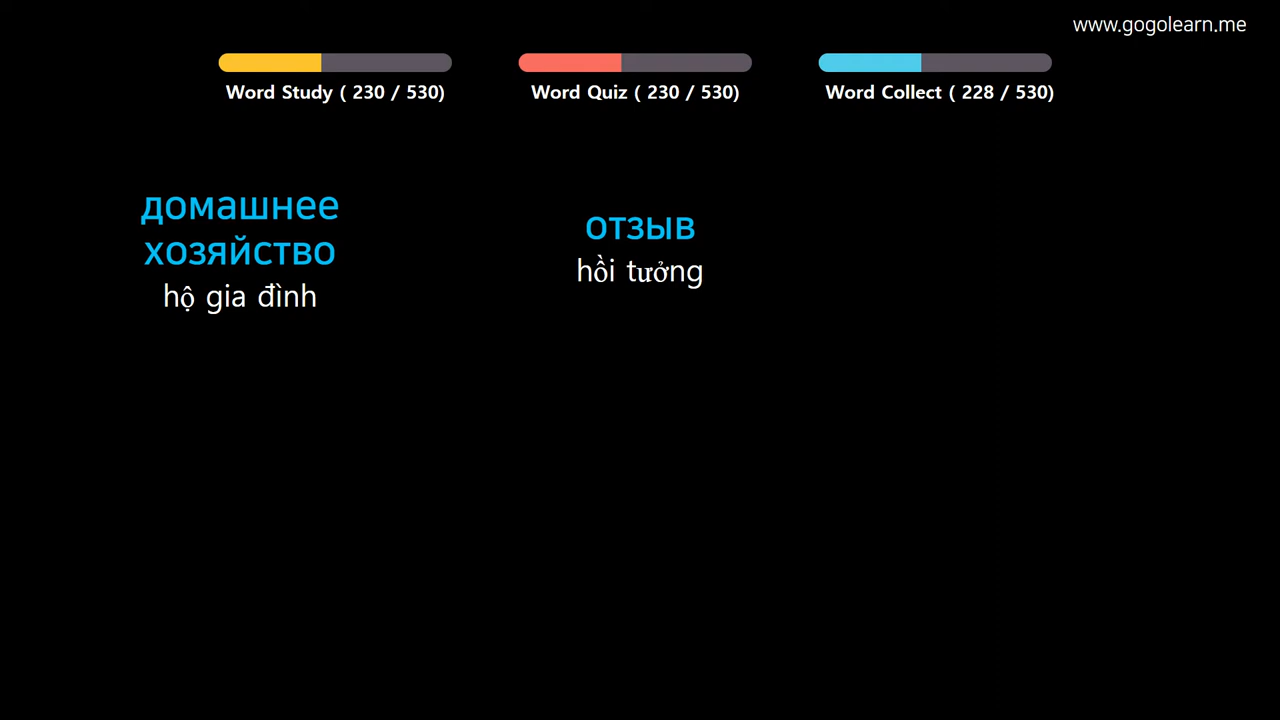 www.gogolearn.me
Word Study ( 230 / 530)
Word Quiz ( 230 / 530)
Word Collect ( 228 / 530)
домашнее
хозяйство
hộ gia đình
отзыв
hồi tưởng